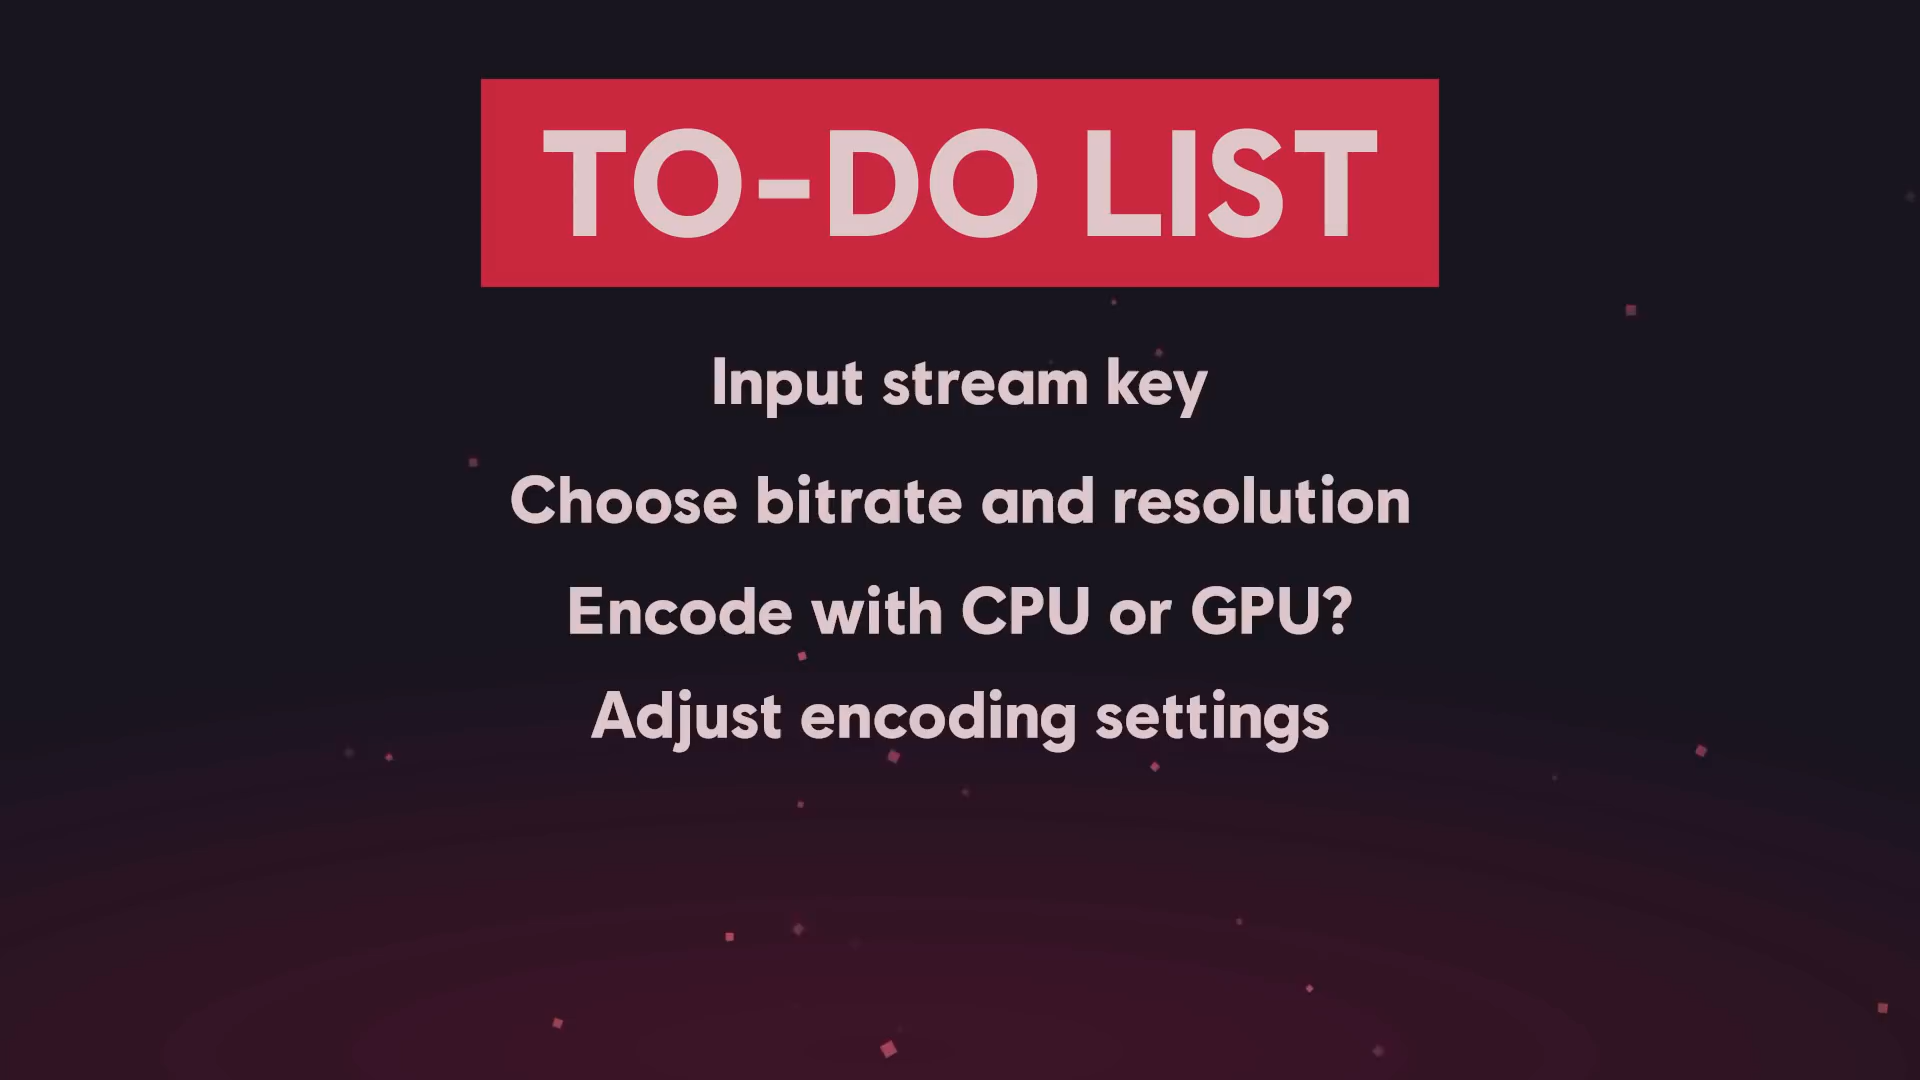 TO-DO LIST
Input stream key
Choose bitrate and resolution
Encode with CPU or GPU?
Adjust encoding settings